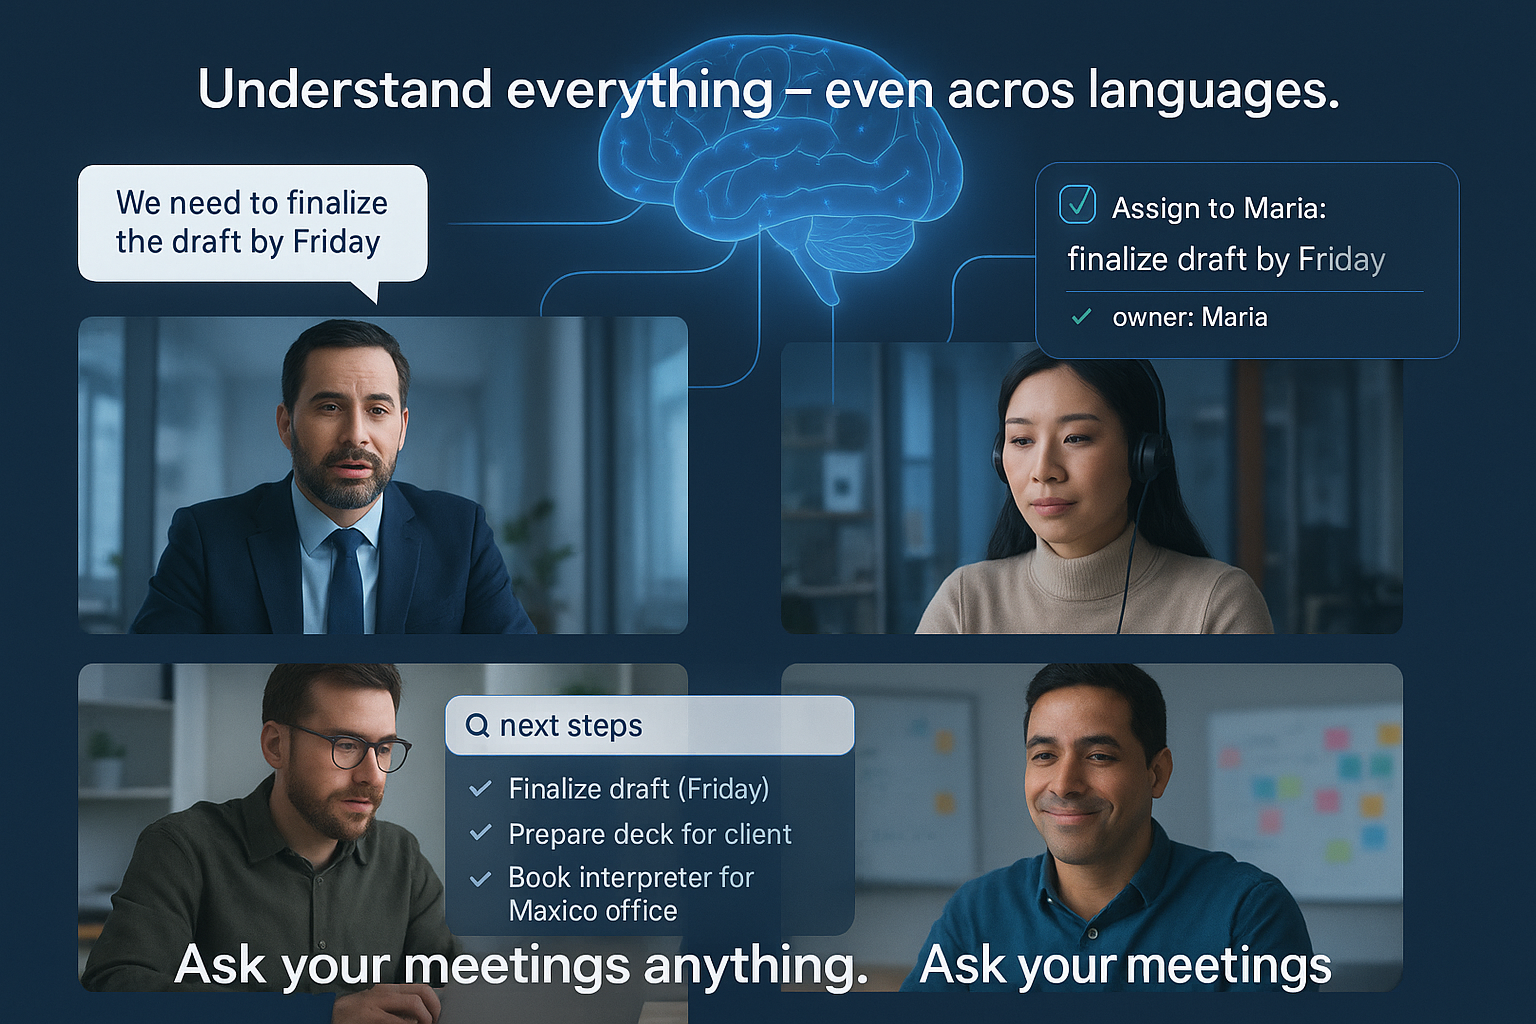 Understand everything – even acros languages.
We need to finalize
the draft by Friday
Assign to Maria:
finalize draft by Friday
owner: Maria
next steps
Finalize draft (Friday)
Prepare deck for client
Book interpreter for
Maxico office
Ask your meetings anything.
Ask your meetings